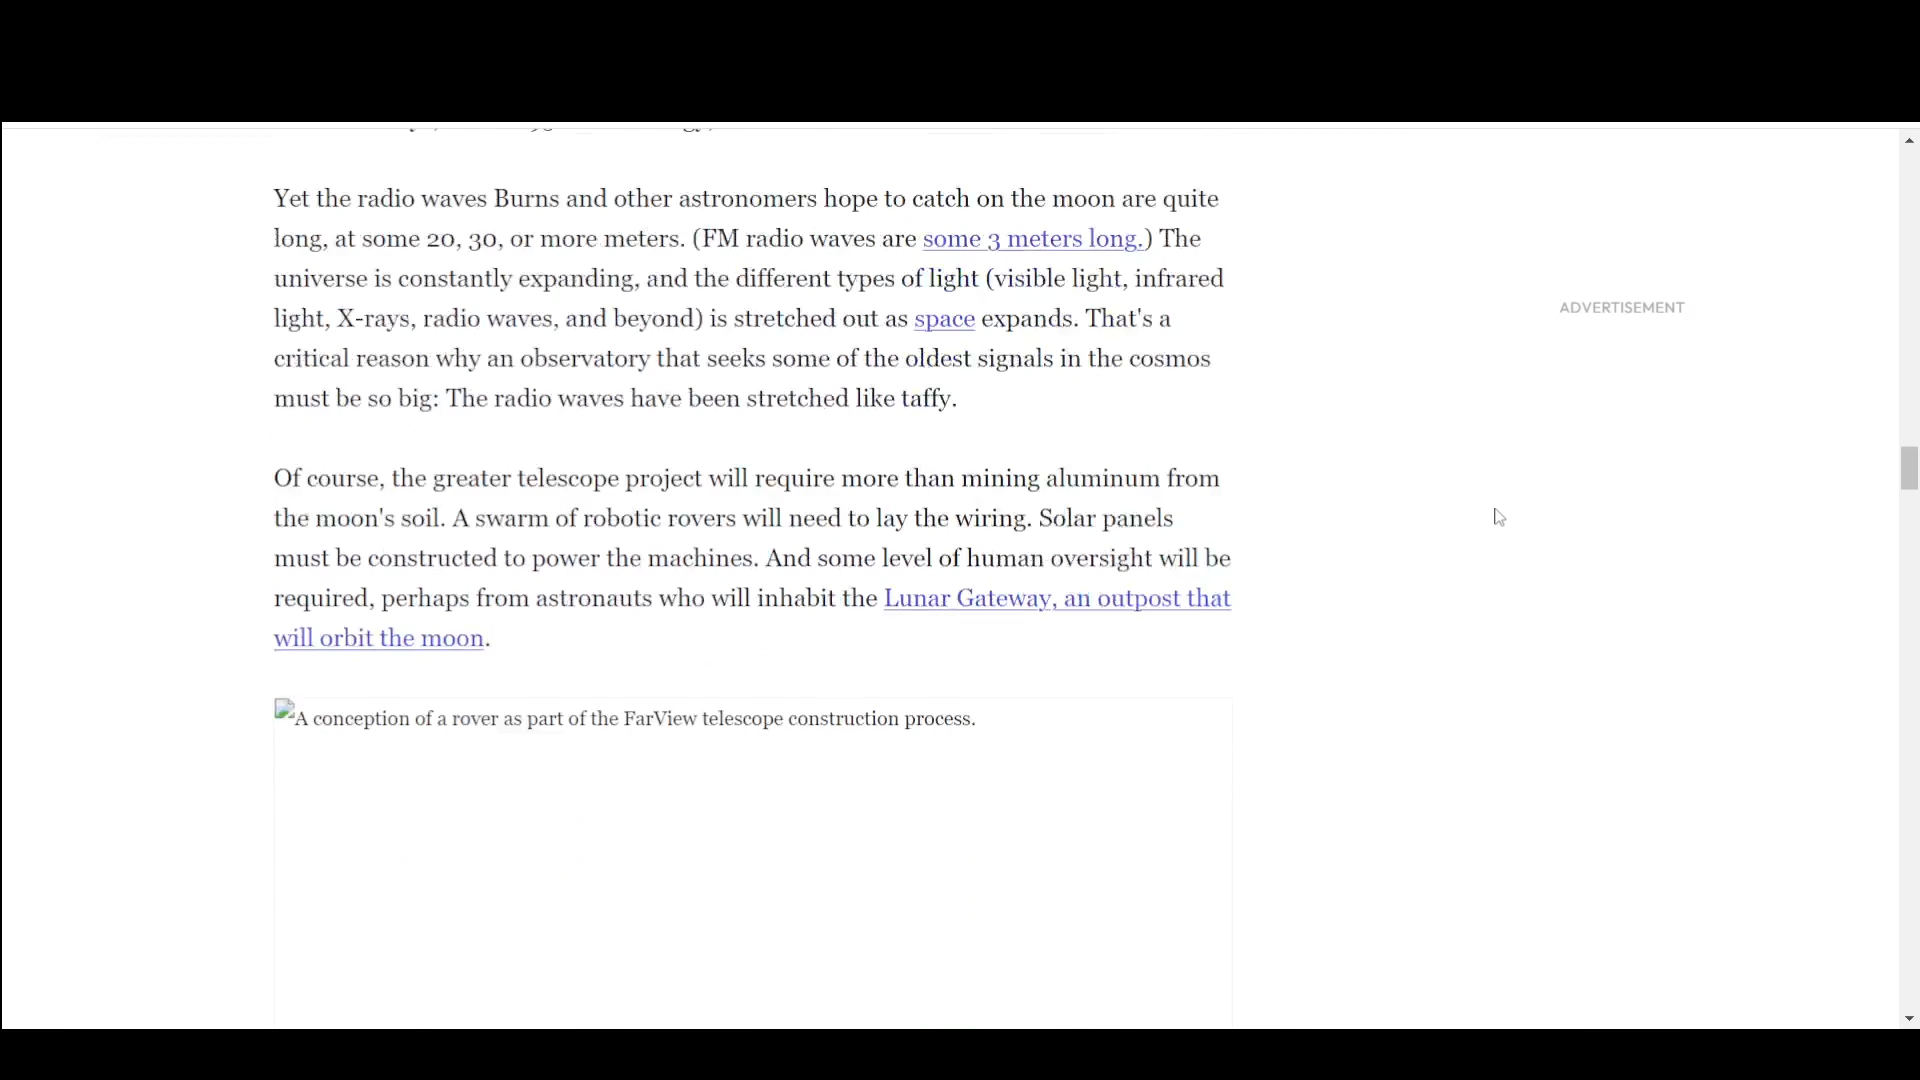 Yet the radio waves Burns and other astronomers hope to catch on the moon are quite
long, at some 20, 30, or more meters. (FM radio waves are some 3 meters long.) The
universe is constantly expanding, and the different types of light (visible light, infrared
light, X-rays, radio waves, and beyond) is stretched out as space expands. That's a
critical reason why an observatory that seeks some of the oldest signals in the cosmos
must be so big: The radio waves have been stretched like taffy.
ADVERTISEMENT
Of course, the greater telescope project will require more than mining aluminum from
the moon's soil. A swarm of robotic rovers will need to lay the wiring. Solar panels
must be constructed to power the machines. And some level of human oversight will be
required, perhaps from astronauts who will inhabit the Lunar Gateway, an outpost that
will orbit the moon.
A conception of a rover as part of the FarView telescope construction process.